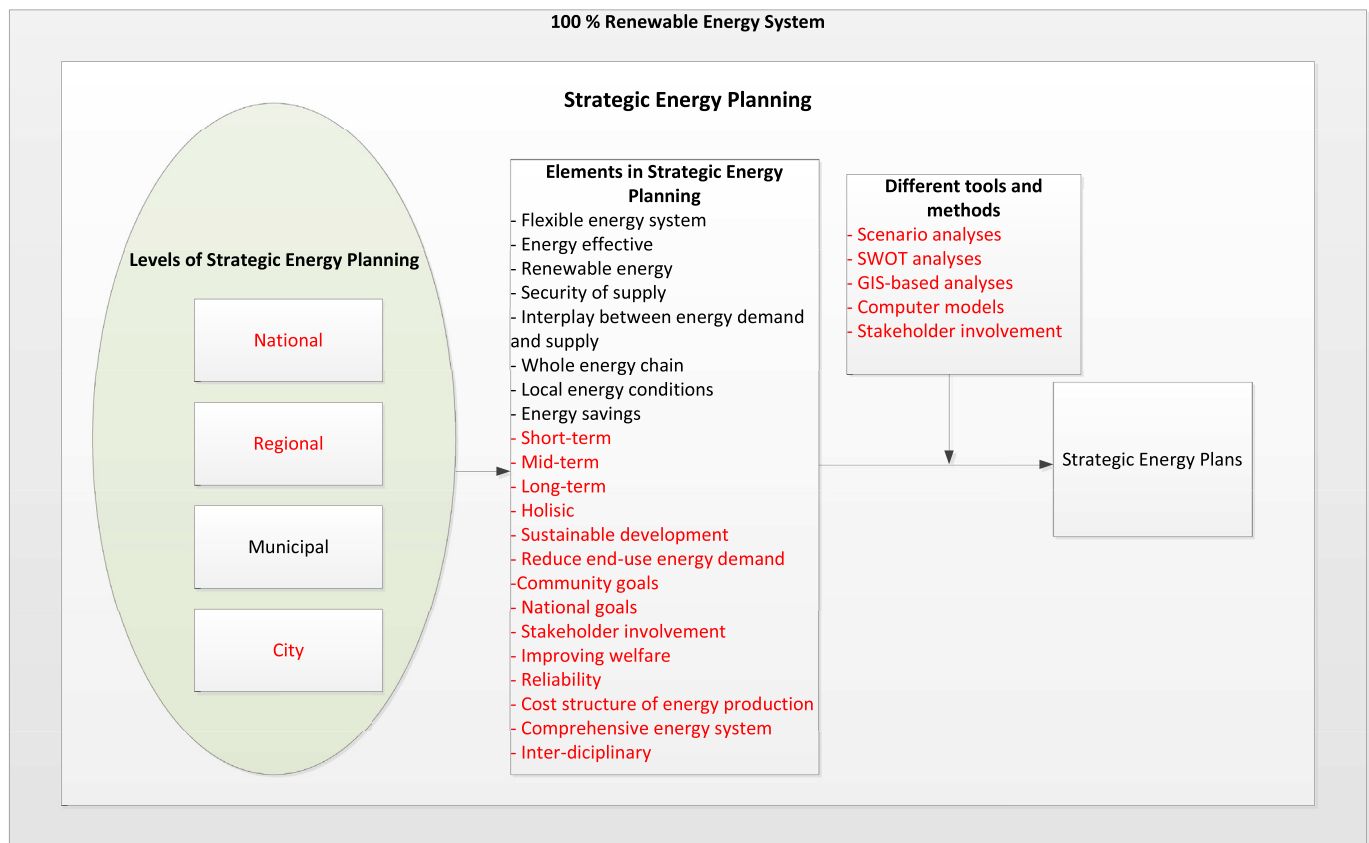 100 % Renewable Energy System
Strategic Energy Planning
Levels of Strategic Energy Planning
National
Regional
Municipal
City
Elements in Strategic Energy
Planning
- Flexible energy system
- Energy effective
- Renewable energy
- Security of supply
- Interplay between energy demand
and supply
- Whole energy chain
- Local energy conditions
- Energy savings
- Short-term
- Mid-term
- Long-term
- Holisic
- Sustainable development
- Reduce end-use energy demand
-Community goals
- National goals
- Stakeholder involvement
- Improving welfare
- Reliability
- Cost structure of energy production
- Comprehensive energy system
- Inter-diciplinary
Different tools and
methods
- Scenario analyses
- SWOT analyses
- GIS-based analyses
- Computer models
- Stakeholder involvement
Strategic Energy Plans